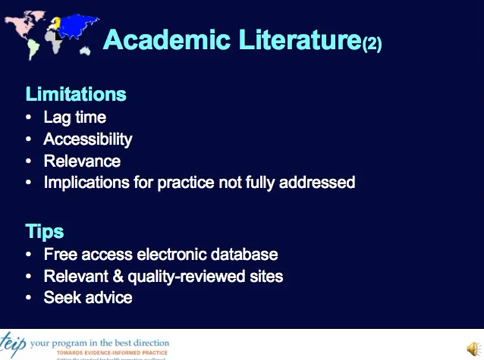 Academic Literature(2)
Limitations
• Lag time
• Accessibility
• Relevance
• Implications for practice not fully addressed
Tips
• Free access electronic database
• Relevant & quality-reviewed sites
• Seek advice
teip your program in the best direction
TOWARDS EVIDENCE-INFORMED PRACTICE